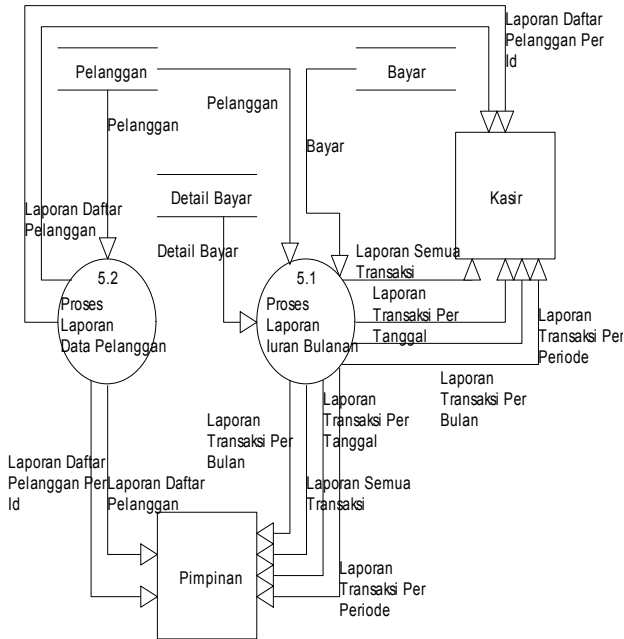 Laporan Daftar
Pelanggan Per
Id
Pelanggan
Bayar
Pelanggan
Pelanggan
Bayar
Kasir
Detail Bayar
Laporan Daftar
Pelanggan
Detail Bayar
Laporan Semua
Transaksi
5.2
Proses
Laporan
Data Pelanggan
5.1
Proses
Laporan
Iuran Bulanan
Laporan
Transaksi Per
Tanggal
Laporan
Transaksi Per
Periode
Laporan
Transaksi Per
Bulan
Laporan
Transaksi Per
Bulan
Laporan
Transaksi Per
Tanggal
Laporan Daftar
Pelanggan Per
Id
Laporan Daftar
Pelanggan
Laporan Semua
Transaksi
Pimpinan
Laporan
Transaksi Per
Periode